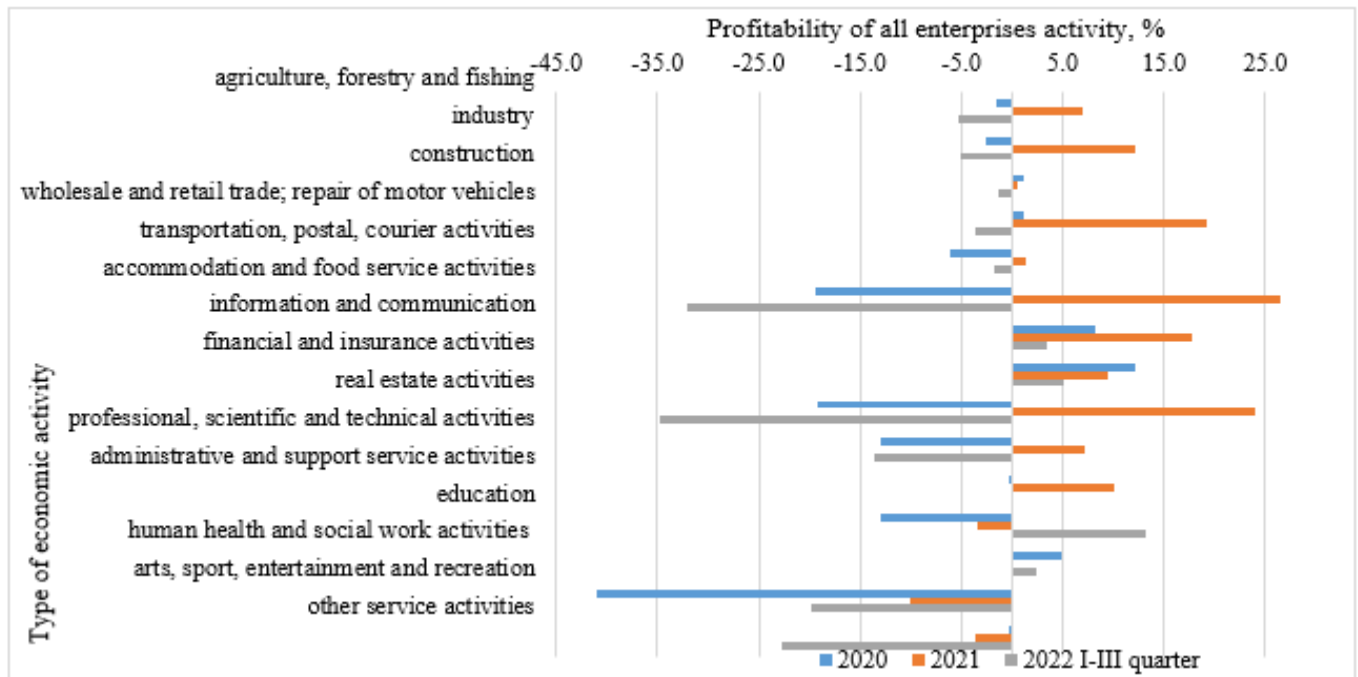 Profitability of all enterprises activity, %
-45.0 -35.0 -25.0 -15.0 -5.0 5.0 15.0 25.0
agriculture, forestry and fishing
industry
construction
wholesale and retail trade; repair of motor vehicles
transportation, postal, courier activities
accommodation and food service activities
information and communication
financial and insurance activities
real estate activities
professional, scientific and technical activities
administrative and support service activities
education
human health and social work activities
arts, sport, entertainment and recreation
other service activities
Type of economic activity
2020 2021 2022 I-III quarter